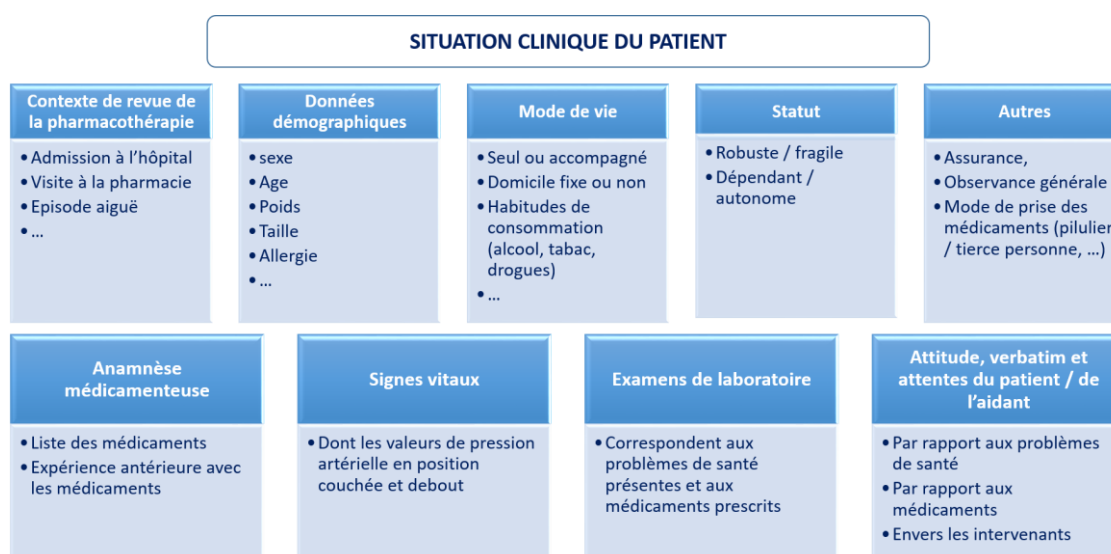 SITUATION CLINIQUE DU PATIENT
Contexte de revue de
la pharmacothérapie
• Admission à l'hôpital
• Visite à la pharmacie
• Episode aiguë
• ...
Données
démographiques
• sexe
• Age
• Poids
• Taille
• Allergie
• ...
Mode de vie
• Seul ou accompagné
• Domicile fixe ou non
• Habitudes de
consommation
(alcool, tabac,
drogues)
• ...
Statut
• Robuste / fragile
• Dépendant /
autonome
Autres
• Assurance,
• Observance générale
• Mode de prise des
médicaments (pilulier
/ tierce personne, ...)
Anamnèse
médicamenteuse
• Liste des médicaments
• Expérience antérieure avec
les médicaments
Signes vitaux
• Dont les valeurs de pression
artérielle en position
couchée et debout
Examens de laboratoire
• Correspondent aux
problèmes de santé
présentes et aux
médicaments prescrits
Attitude, verbatim et
attentes du patient / de
l'aidant
• Par rapport aux problèmes
de santé
• Par rapport aux
médicaments
• Envers les intervenants